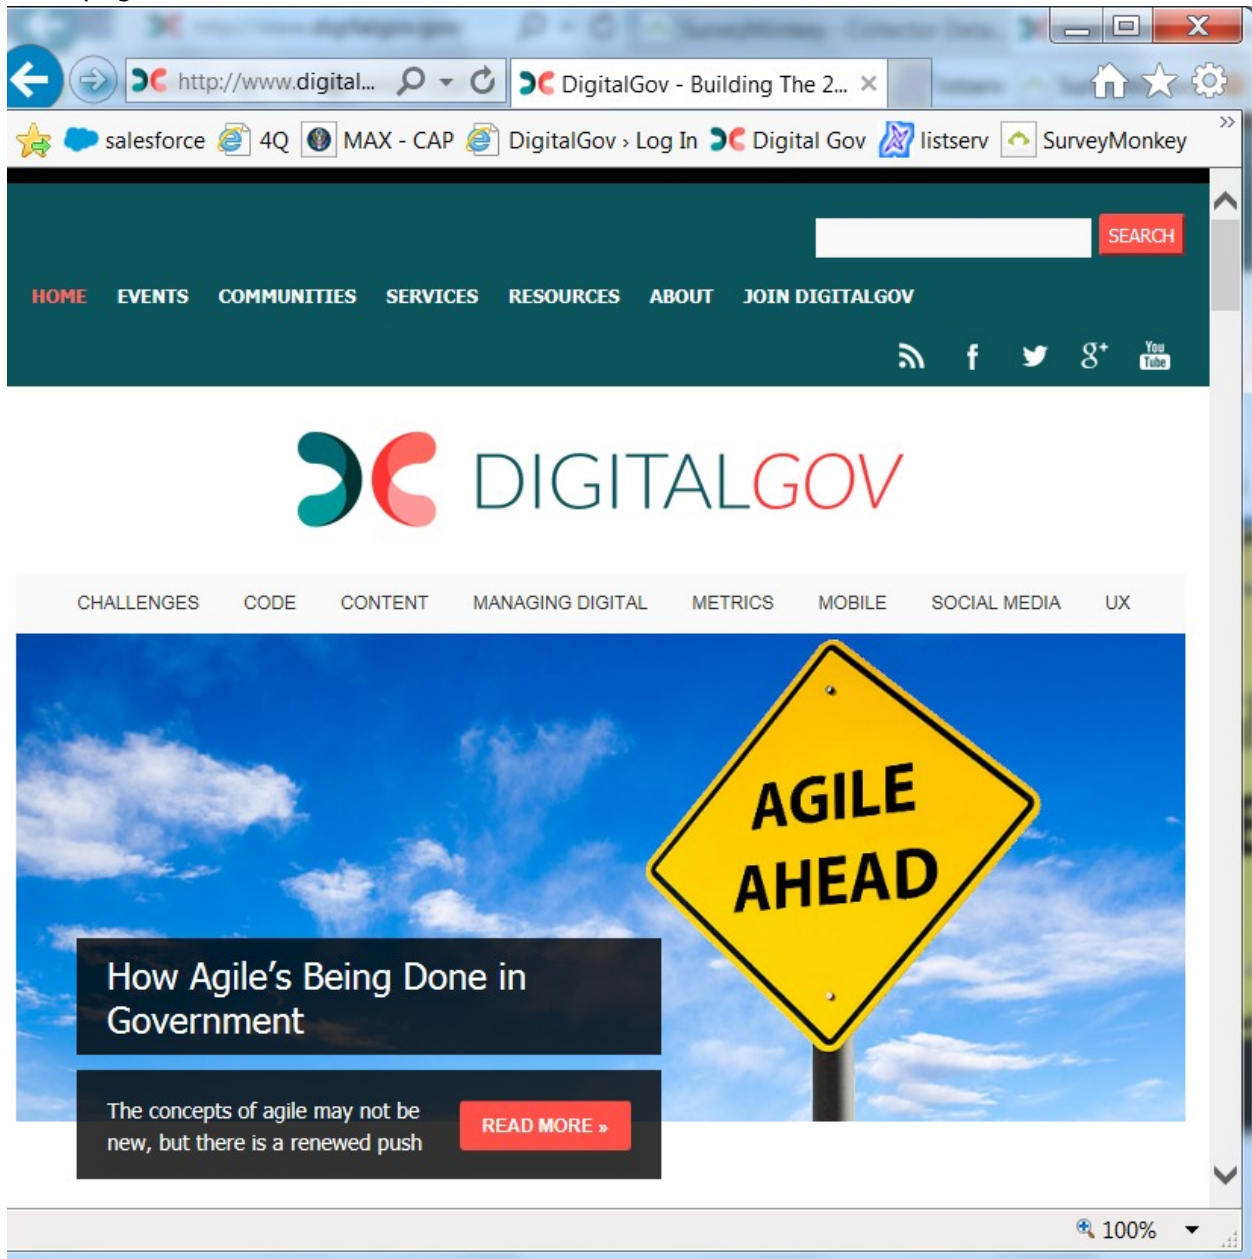 http://www.digital...
DigitalGov - Building The 2...
salesforce 4Q MAX - CAP DigitalGov › Log In Digital Gov listserv SurveyMonkey
SEARCH
HOME EVENTS COMMUNITIES SERVICES RESOURCES ABOUT JOIN DIGITALGOV
f g+ You Tube
DIGITALGOV
CHALLENGES CODE CONTENT MANAGING DIGITAL METRICS MOBILE SOCIAL MEDIA UX
AGILE
AHEAD
How Agile's Being Done in
Government
The concepts of agile may not be
new, but there is a renewed push
READ MORE »
100%